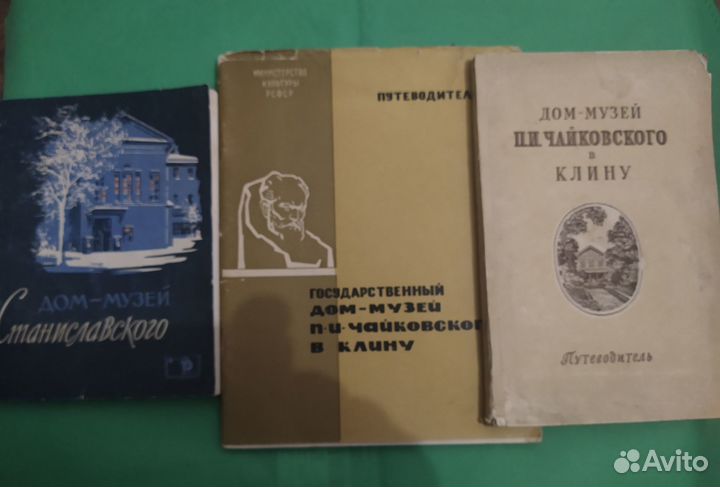 ДОМ-МУЗЕЙ
Станиславского
МИНИСТЕРСТВО
КУЛЬТУРЫ
РСФСР
ПУТЕВОДИТЕЛ
ГОСУДАРСТВЕННЫЙ
ДОМ-МУЗЕЙ
П.И.ЧАЙКОВСКОГ
В КЛИНУ
ДОМ-МУЗЕЙ
П.И.ЧАЙКОВСКОГО
В
КЛИНУ
Путеводитель
Avito